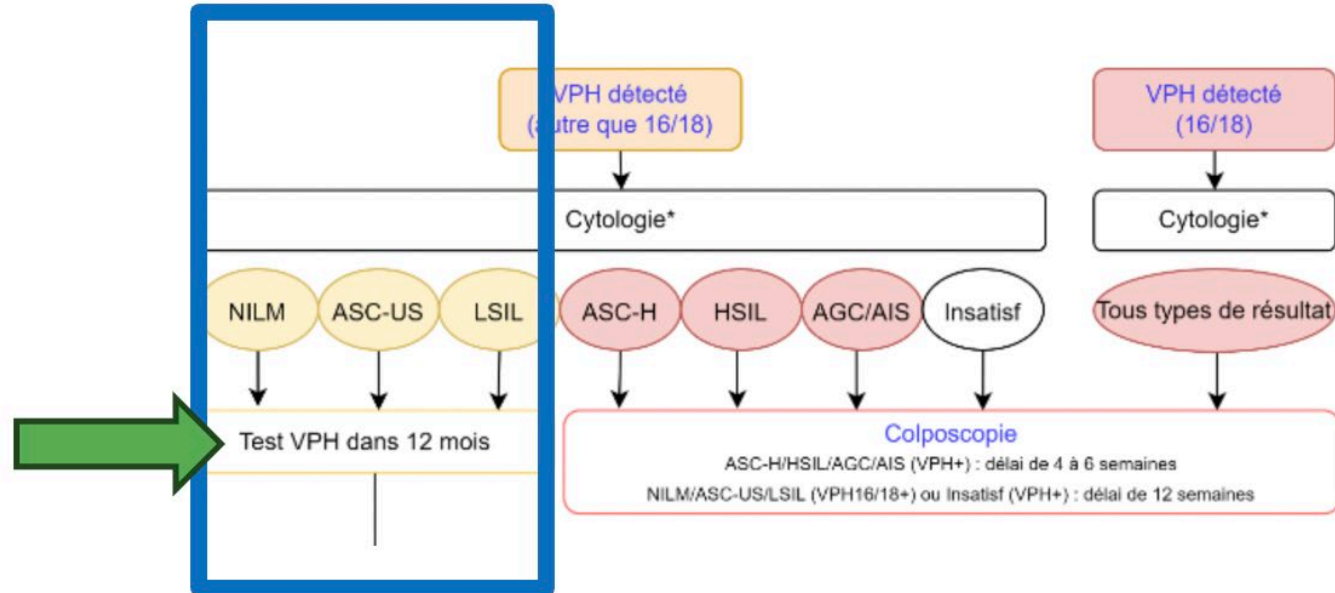 VPH détecté
(autre que 16/18)
VPH détecté
(16/18)
Cytologie*
Cytologie*
NILM
ASC-US
LSIL
ASC-H
HSIL
AGC/AIS
Insatisf
Tous types de résultat
Test VPH dans 12 mois
Colposcopie
ASC-H/HSIL/AGC/AIS (VPH+) : délai de 4 à 6 semaines
NILM/ASC-US/LSIL (VPH16/18+) ou Insatisf (VPH+) : délai de 12 semaines